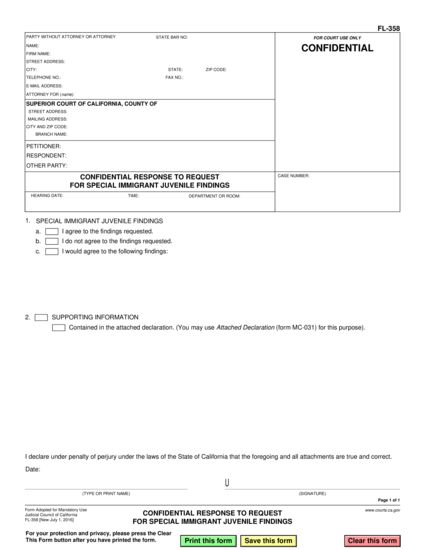 FL-358
PARTY WITHOUT ATTORNEY OR ATTORNEY STATE BAR NO:
NAME:
FIRM NAME:
STREET ADDRESS:
CITY: STATE: ZIP CODE:
TELEPHONE NO.: FAX NO.:
E-MAIL ADDRESS:
ATTORNEY FOR (name):
FOR COURT USE ONLY
CONFIDENTIAL
SUPERIOR COURT OF CALIFORNIA, COUNTY OF
STREET ADDRESS:
MAILING ADDRESS:
CITY AND ZIP CODE:
BRANCH NAME:
PETITIONER:
RESPONDENT:
OTHER PARTY:
CONFIDENTIAL RESPONSE TO REQUEST
FOR SPECIAL IMMIGRANT JUVENILE FINDINGS
CASE NUMBER:
HEARING DATE: TIME: DEPARTMENT OR ROOM:
1. SPECIAL IMMIGRANT JUVENILE FINDINGS
a. I agree to the findings requested.
b. I do not agree to the findings requested.
c. I would agree to the following findings:
2. SUPPORTING INFORMATION
Contained in the attached declaration. (You may use Attached Declaration (form MC-031) for this purpose).
I declare under penalty of perjury under the laws of the State of California that the foregoing and all attachments are true and correct.
Date:
(TYPE OR PRINT NAME) (SIGNATURE)
Page 1 of 1
Form Adopted for Mandatory Use
Judicial Council of California
FL-358 [New July 1, 2016]
CONFIDENTIAL RESPONSE TO REQUEST
FOR SPECIAL IMMIGRANT JUVENILE FINDINGS
www.courts.ca.gov
For your protection and privacy, please press the Clear
This Form button after you have printed the form.
Print this form Save this form Clear this form